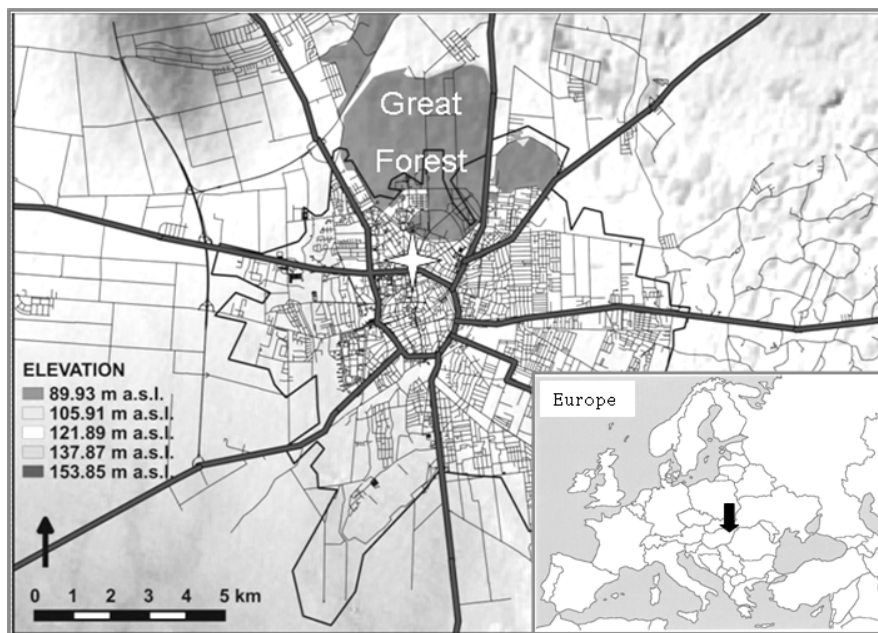 Great
Forest
ELEVATION
89.93 m a.s.l.
105.91 m a.s.l.
121.89 m a.s.l.
137.87 m a.s.l.
153.85 m a.s.l.
0 1 2 3 4 5 km
Europe